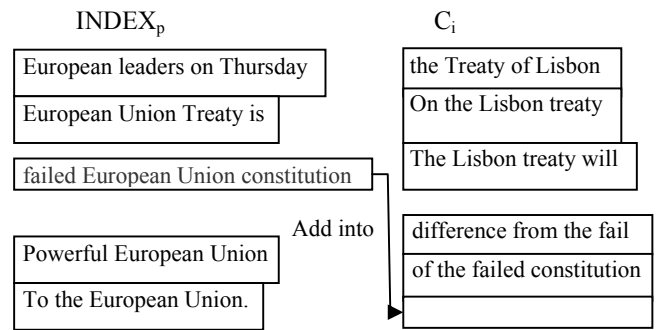 INDEXp
European leaders on Thursday
European Union Treaty is
failed European Union constitution
Powerful European Union
To the European Union.
Add into
Ci
the Treaty of Lisbon
On the Lisbon treaty
The Lisbon treaty will
difference from the fail
of the failed constitution